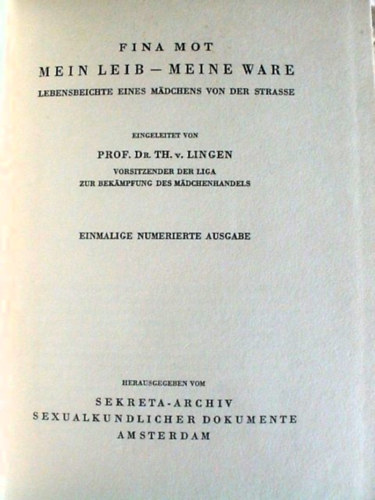 FINA MOT
MEIN LEIB – MEINE WARE
LEBENSBEICHTE EINES MÄDCHENS VON DER STRASSE
EINGELEITET VON
PROF. DR. TH. v. LINGEN
VORSITZENDER DER LIGA
ZUR BEKÄMPFUNG DES MÄDCHENHANDELS
EINMALIGE NUMERIERTE AUSGABE
HERAUSGEGEBEN VOM
SEKRETA-ARCHIV
SEXUALKUNDLICHER DOKUMENTE
AMSTERDAM